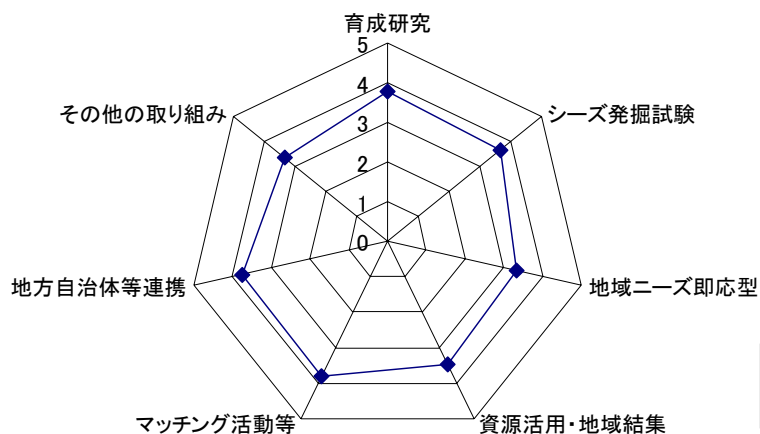 育成研究
5
4
3
2
1
0
その他の取り組み
シーズ発掘試験
地方自治体等連携
地域ニーズ即応型
マッチング活動等
資源活用・地域結集